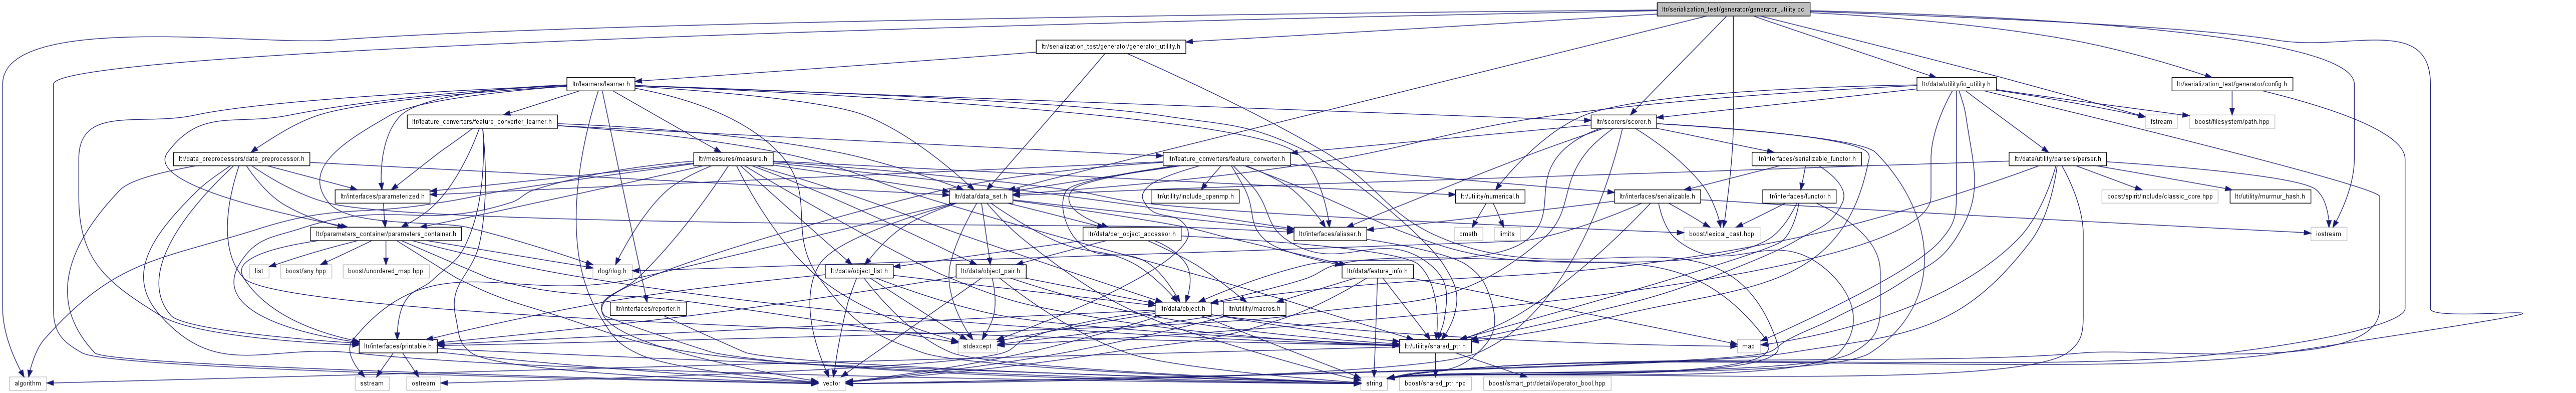 ltr/serialization_test/generator/generator_utility.cc
ltr/serialization_test/generator/generator_utility.h
ltr/learners/learner.h
ltr/data/utility/io_utility.h
ltr/serialization_test/generator/config.h
ltr/feature_converters/feature_converter_learner.h
ltr/scorers/scorer.h
fstream
boost/filesystem/path.hpp
ltr/data_preprocessors/data_preprocessor.h
ltr/measures/measure.h
ltr/feature_converters/feature_converter.h
ltr/interfaces/serializable_functor.h
ltr/data/utility/parsers/parser.h
ltr/interfaces/parameterized.h
ltr/data/data_set.h
ltr/utility/include_openmp.h
ltr/utility/numerical.h
ltr/interfaces/serializable.h
ltr/interfaces/functor.h
boost/spirit/include/classic_core.hpp
ltr/utility/murmur_hash.h
ltr/parameters_container/parameters_container.h
ltr/data/per_object_accessor.h
ltr/interfaces/aliaser.h
cmath
limits
boost/lexical_cast.hpp
iostream
list
boost/any.hpp
boost/unordered_map.hpp
rlog/rlog.h
ltr/data/object_list.h
ltr/data/object_pair.h
ltr/data/feature_info.h
ltr/interfaces/reporter.h
ltr/data/object.h
ltr/utility/macros.h
ltr/interfaces/printable.h
stdexcept
ltr/utility/shared_ptr.h
map
algorithm
sstream
ostream
vector
string
boost/shared_ptr.hpp
boost/smart_ptr/detail/operator_bool.hpp